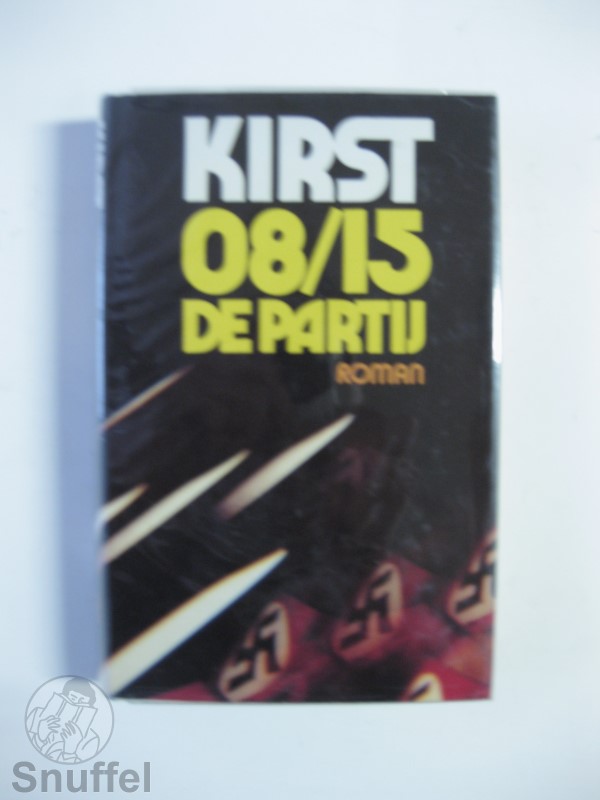 KIRST
08/15
DE PARTIJ
ROMAN
Snuffel